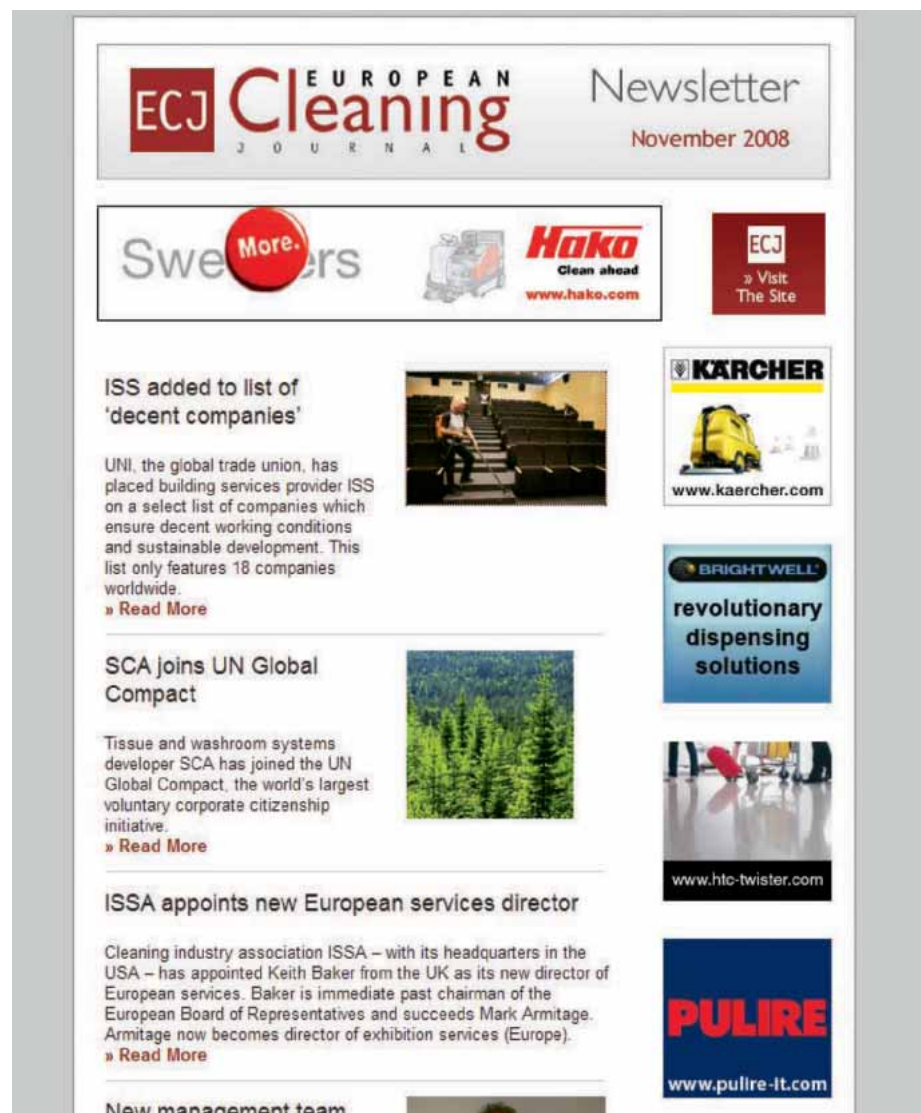 ECJ
EUROPEAN
Cleaning
JOURNAL
Newsletter
November 2008
Swe More. ers
Hako
Clean ahead
www.hako.com
ECJ
» Visit
The Site
ISS added to list of
‘decent companies’
UNI, the global trade union, has
placed building services provider ISS
on a select list of companies which
ensure decent working conditions
and sustainable development. This
list only features 18 companies
worldwide.
» Read More
KÄRCHER
www.kaercher.com
BRIGHTWELL
revolutionary
dispensing
solutions
SCA joins UN Global
Compact
Tissue and washroom systems
developer SCA has joined the UN
Global Compact, the world's largest
voluntary corporate citizenship
initiative.
» Read More
www.htc-twister.com
ISSA appoints new European services director
Cleaning industry association ISSA – with its headquarters in the
USA – has appointed Keith Baker from the UK as its new director of
European services. Baker is immediate past chairman of the
European Board of Representatives and succeeds Mark Armitage.
Armitage now becomes director of exhibition services (Europe).
» Read More
PULIRE
www.pulire-it.com
New management team